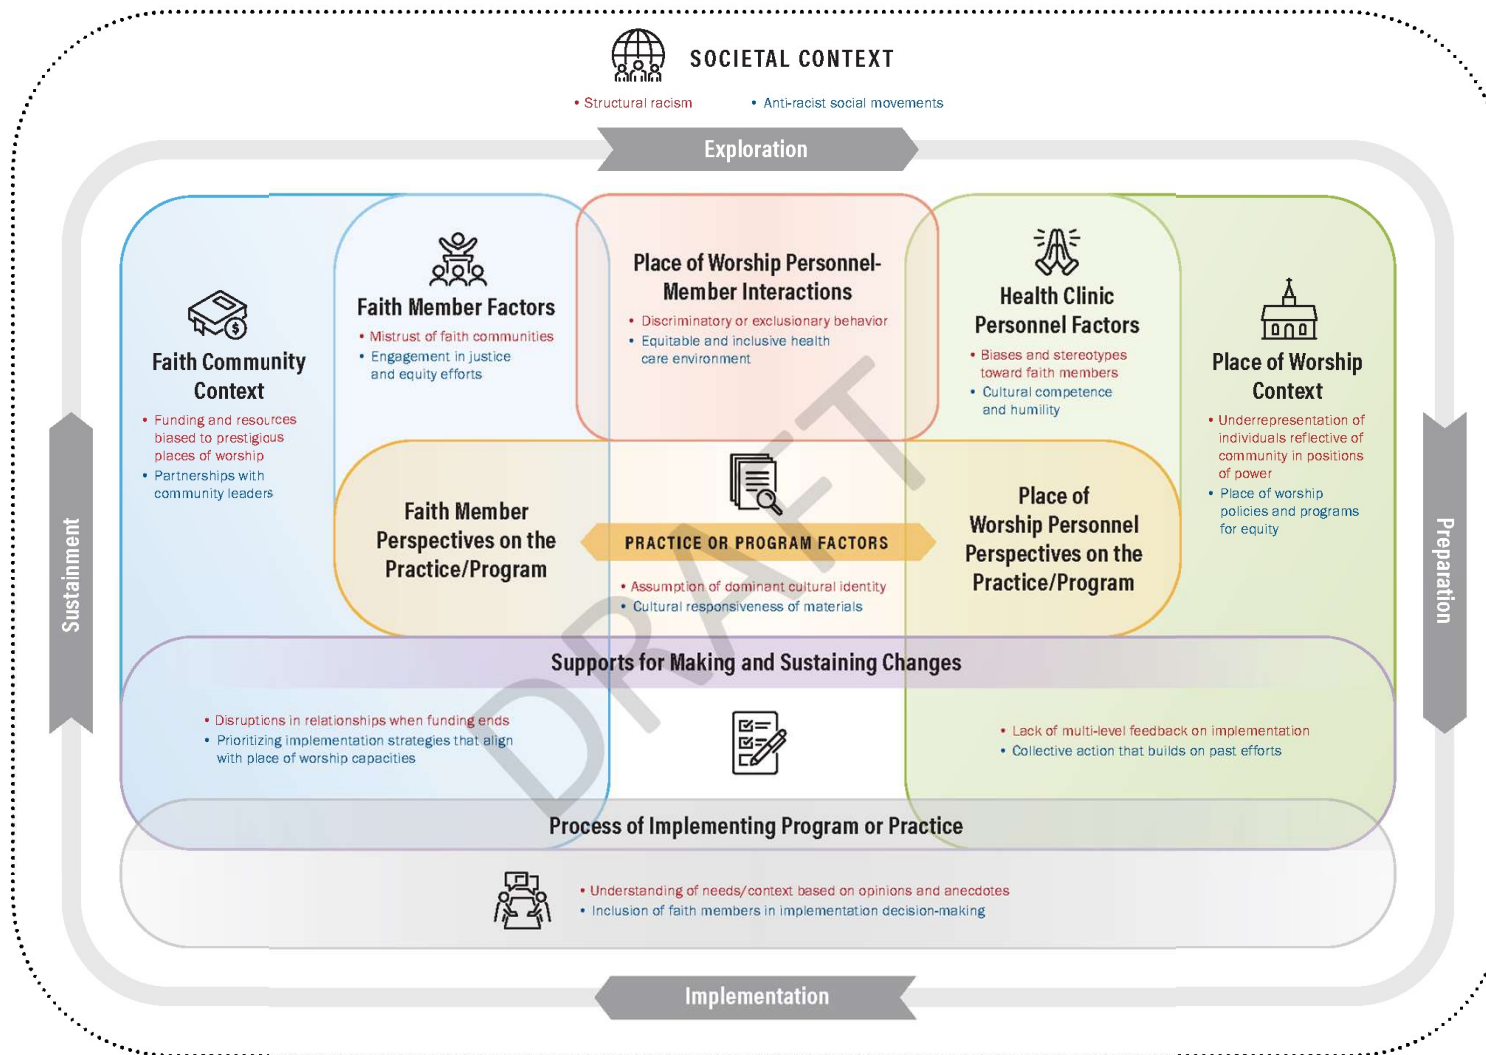 SOCIETAL CONTEXT
• Structural racism
• Anti-racist social movements
Exploration
Faith Community
Context
• Funding and resources
biased to prestigious
places of worship
• Partnerships with
community leaders
Faith Member Factors
• Mistrust of faith communities
• Engagement in justice
and equity efforts
Place of Worship Personnel-
Member Interactions
• Discriminatory or exclusionary behavior
• Equitable and inclusive health
care environment
Health Clinic
Personnel Factors
• Biases and stereotypes
toward faith members
• Cultural competence
and humility
Place of Worship
Context
• Underrepresentation of
individuals reflective of
community in positions
of power
• Place of worship
policies and programs
for equity
Faith Member
Perspectives on the
Practice/Program
PRACTICE OR PROGRAM FACTORS
• Assumption of dominant cultural identity
• Cultural responsiveness of materials
Place of
Worship Personnel
Perspectives on the
Practice/Program
Sustainment
Preparation
DRAFT
Supports for Making and Sustaining Changes
• Disruptions in relationships when funding ends
• Prioritizing implementation strategies that align
with place of worship capacities
• Lack of multi-level feedback on implementation
• Collective action that builds on past efforts
Process of Implementing Program or Practice
• Understanding of needs/context based on opinions and anecdotes
• Inclusion of faith members in implementation decision-making
Implementation
$